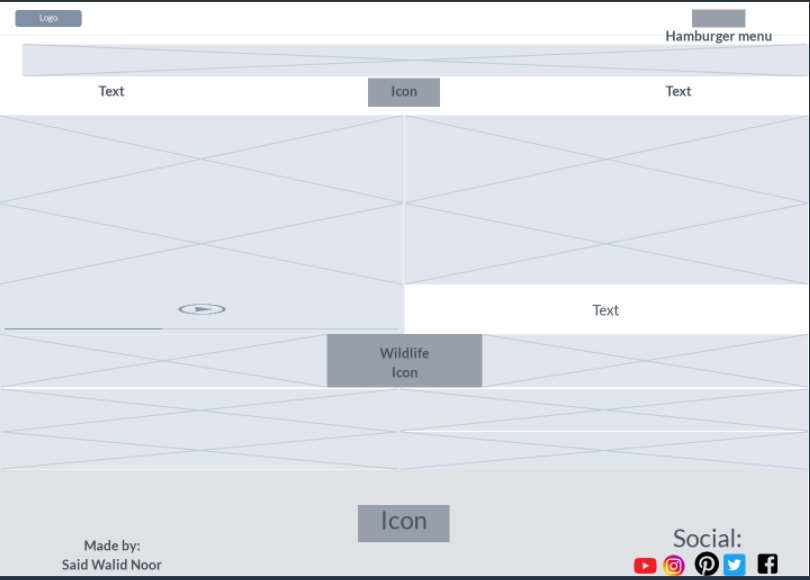 Logo
Hamburger menu
Text
Icon
Text
Text
Wildlife
Icon
Icon
Made by:
Said Walid Noor
Social: